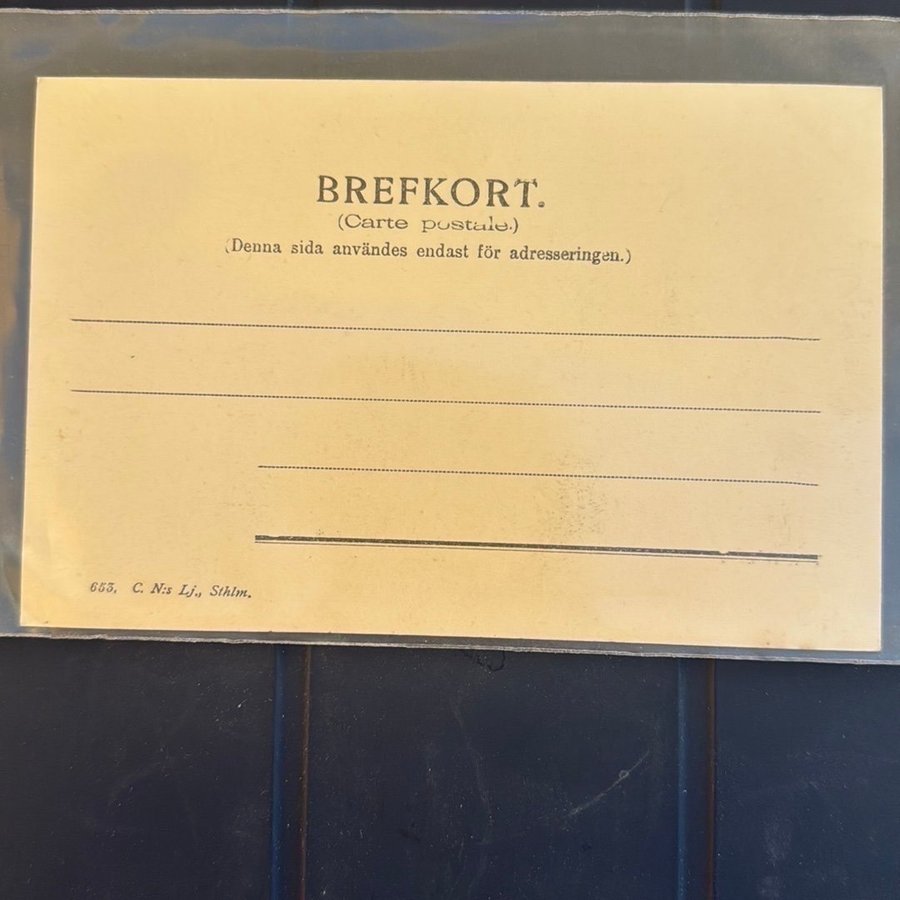 BREFKORT.
(Carte postale.)
(Denna sida användes endast för adresseringen.)
653. C. N:s Lj., Sthlm.